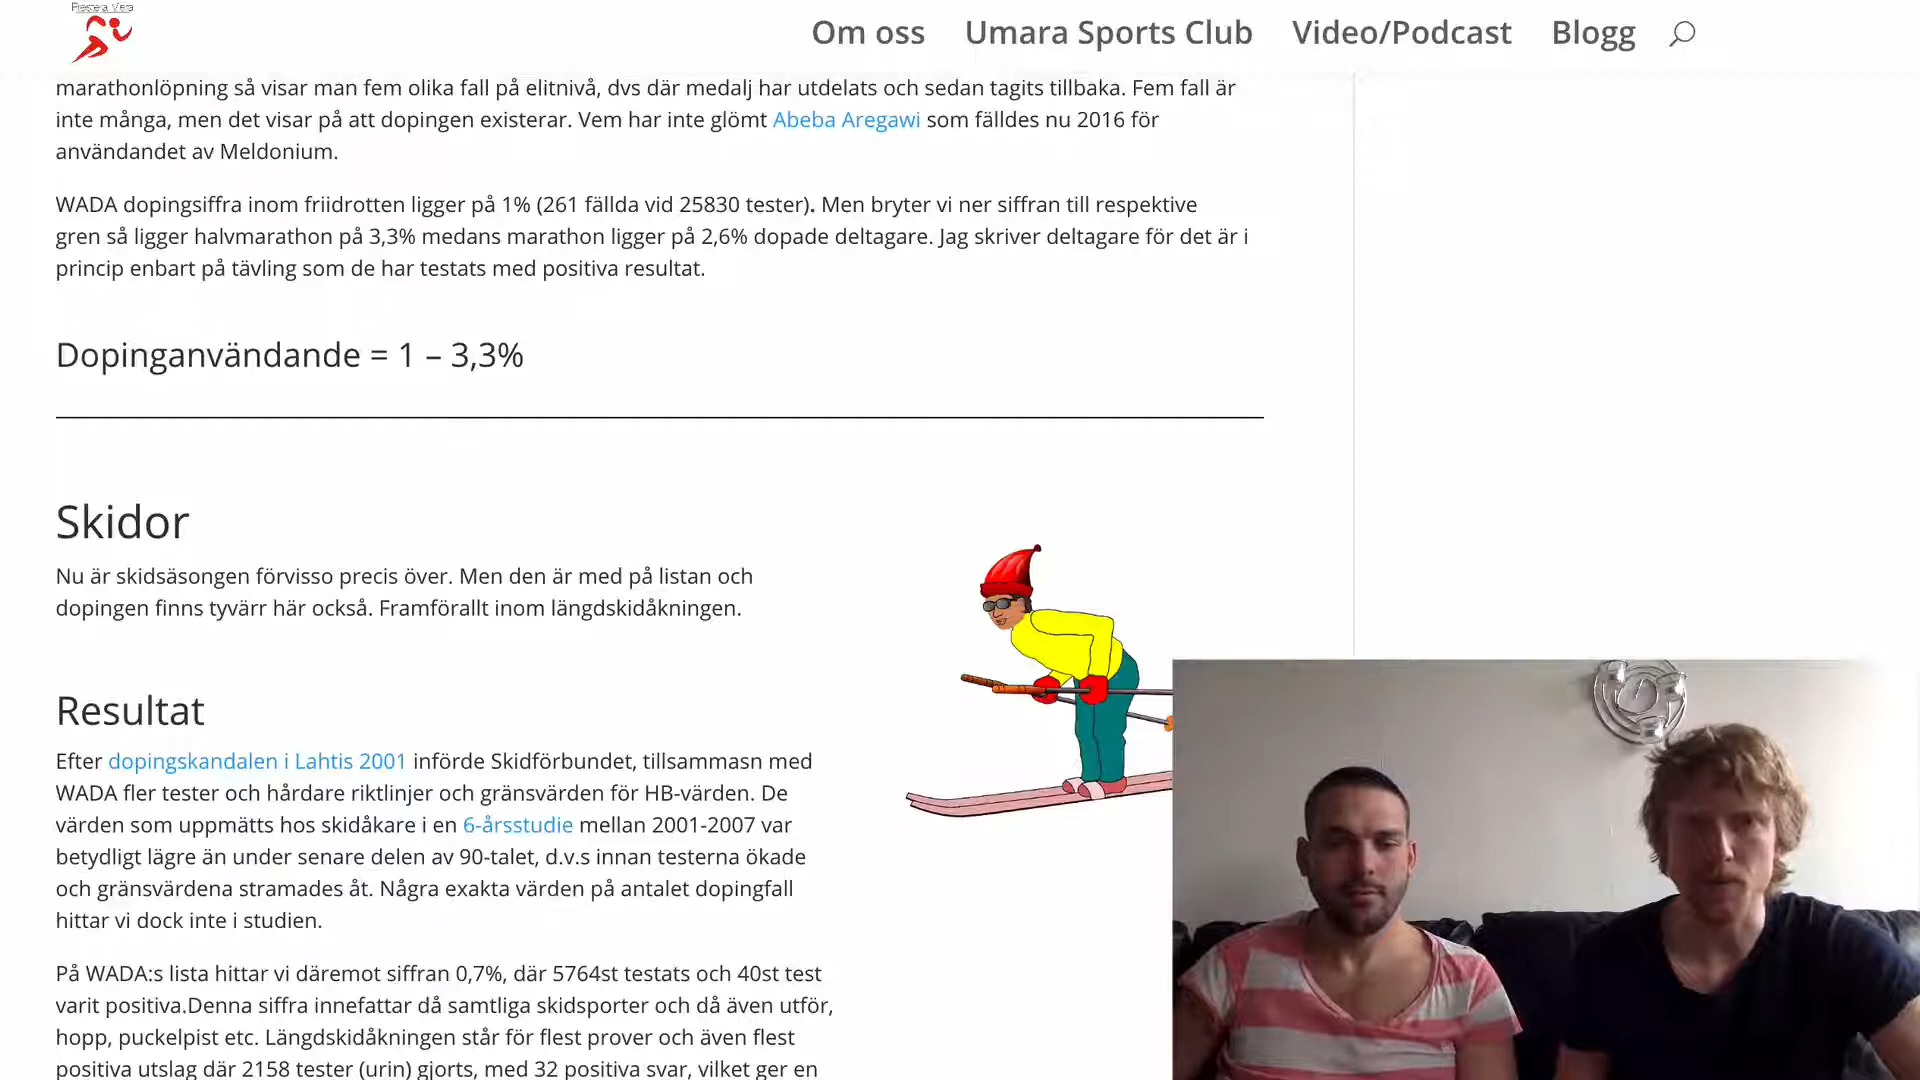 Om oss Umara Sports Club Video/Podcast Blogg
marathonlöpning så visar man fem olika fall på elitnivå, dvs där medalj har utdelats och sedan tagits tillbaka. Fem fall är
inte många, men det visar på att dopingen existerar. Vem har inte glömt Abeba Aregawi som fälldes nu 2016 för
användandet av Meldonium.
WADA dopingsiffra inom friidrotten ligger på 1% (261 fällda vid 25830 tester). Men bryter vi ner siffran till respektive
gren så ligger halvmarathon på 3,3% medans marathon ligger på 2,6% dopade deltagare. Jag skriver deltagare för det är i
princip enbart på tävling som de har testats med positiva resultat.
Dopinganvändande = 1 – 3,3%
Skidor
Nu är skidsäsongen förvisso precis över. Men den är med på listan och
dopingen finns tyvärr här också. Framförallt inom längdskidåkningen.
Resultat
Efter dopingskandalen i Lahtis 2001 införde Skidförbundet, tillsammasn med
WADA fler tester och hårdare riktlinjer och gränsvärden för HB-värden. De
värden som uppmätts hos skidåkare i en 6-årsstudie mellan 2001-2007 var
betydligt lägre än under senare delen av 90-talet, d.v.s innan testerna ökade
och gränsvärdena stramades åt. Några exakta värden på antalet dopingfall
hittar vi dock inte i studien.
På WADA:s lista hittar vi däremot siffran 0,7%, där 5764st testats och 40st test
varit positiva.Denna siffra innefattar då samtliga skidsporter och då även utför,
hopp, puckelpist etc. Längdskidåkningen står för flest prover och även flest
positiva utslag där 2158 tester (urin) gjorts, med 32 positiva svar, vilket ger en